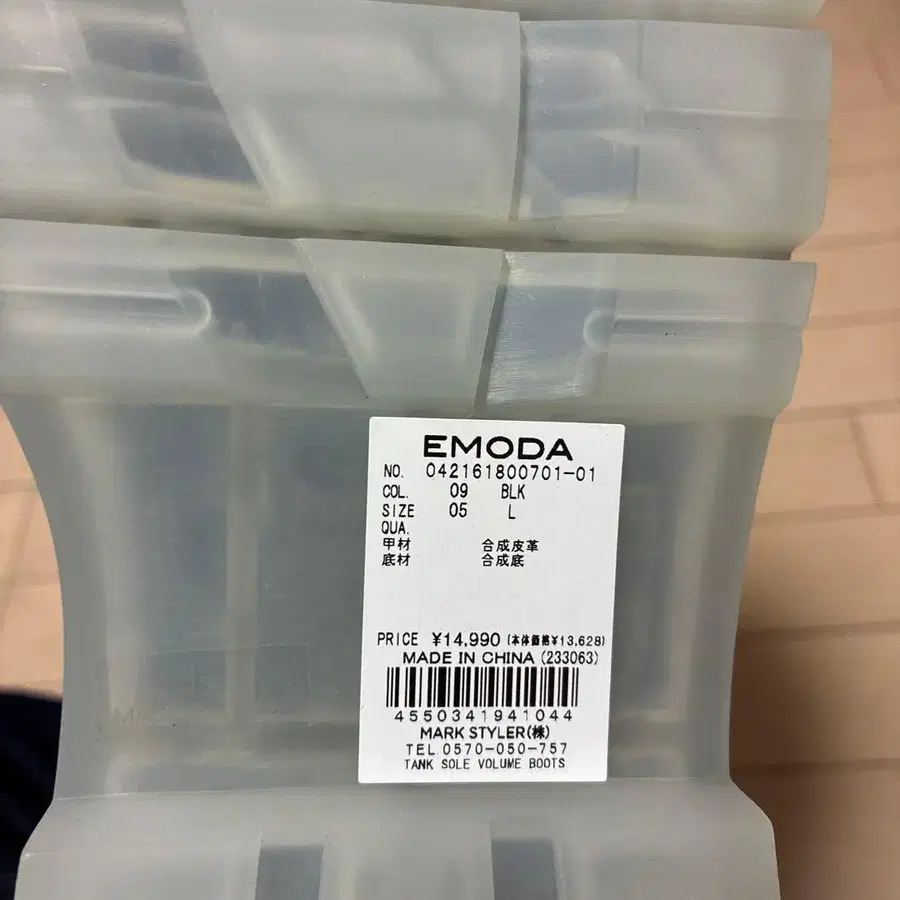 EMODA
NO. 042161800701-01
COL. 09 BLK
SIZE 05 L
QUA.
甲材 合成皮革
底材 合成底
PRICE ¥14,990 (本体価格¥13,628)
MADE IN CHINA (233063)
4550341941044
MARK STYLER(株)
TEL.0570-050-757
TANK SOLE VOLUME BOOTS